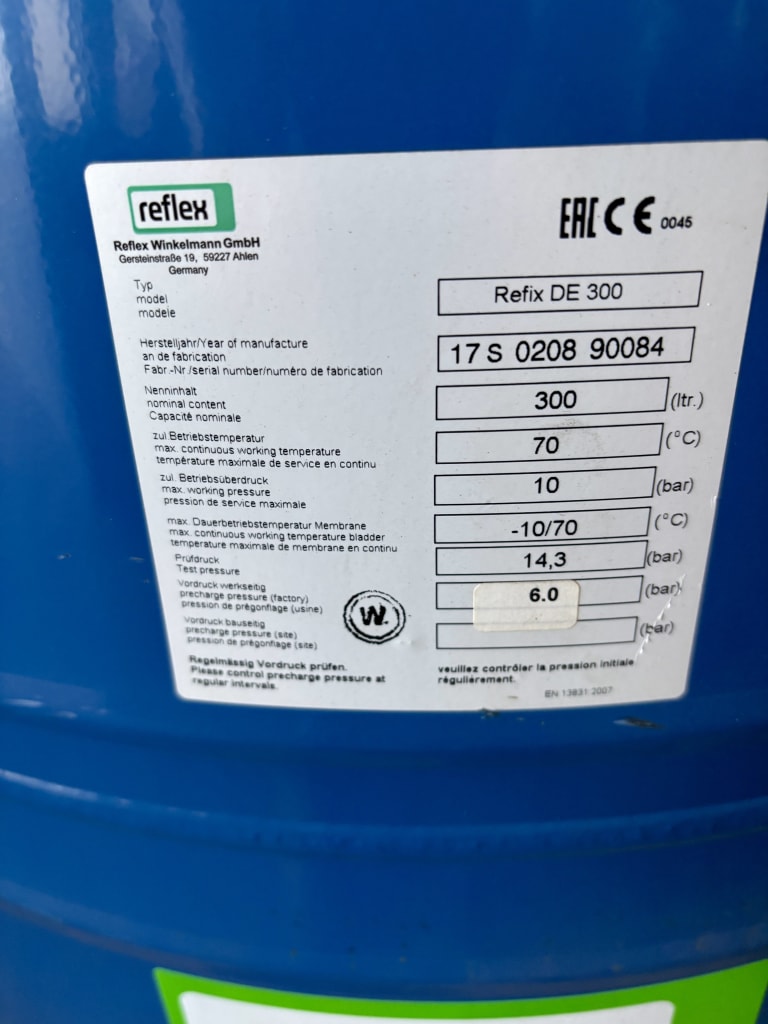 reflex
EAC CE 0045
Reflex Winkelmann GmbH
Gersteinstraße 19, 59227 Ahlen
Germany
Typ
model
modele
Refix DE 300
Herstelljahr/Year of manufacture
an de fabrication
Fabr.-Nr./serial number/numéro de fabrication
17 S 0208 90084
Nenninhalt
nominal content
Capacité nominale
300 (ltr.)
zul.Betriebstemperatur
max. continuous working temperature
température maximale de service en continu
70 (°C)
zul. Betriebsüberdruck
max. working pressure
pression de service maximale
10 (bar)
max. Dauerbetriebstemperatur Membrane
max. continuous working temperature bladder
température maximale de membrane en continu
-10/70 (°C)
Prüfdruck
Test pressure
14,3 (bar)
Vordruck werkseitig
precharge pressure (factory)
pression de prégonflage (usine)
6.0 (bar)
Vordruck bauseitig
precharge pressure (site)
pression de prégonflage (site)
(bar)
W.
Regelmässig Vordruck prüfen.
Please control precharge pressure at
regular intervals.
veuillez contrôler la pression initiale
régulièrement.
EN 13831:2007